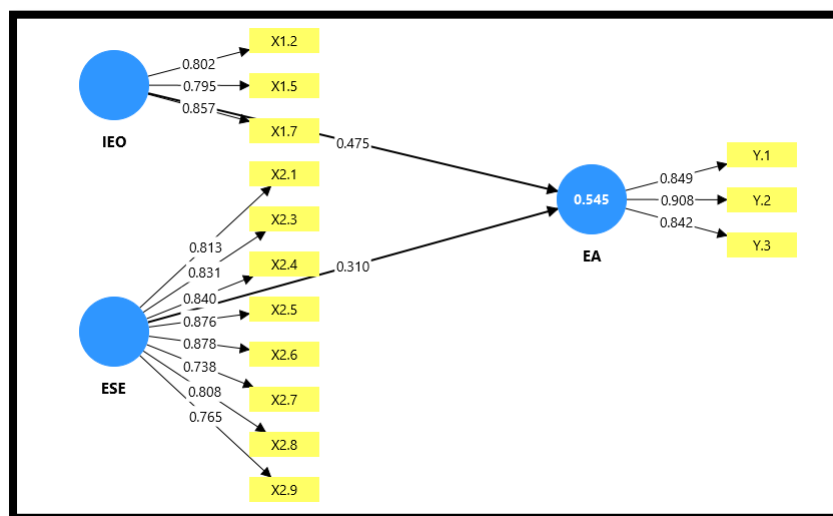 X1.2
0.802
0.795
X1.5
0.857
X1.7
IEO
0.475
X2.1
Y.1
0.849
0.545
0.908
Y.2
0.842
X2.3
0.813
Y.3
EA
0.831
X2.4
0.310
0.840
X2.5
0.876
0.878
X2.6
0.738
ESE
0.808
X2.7
0.765
X2.8
X2.9